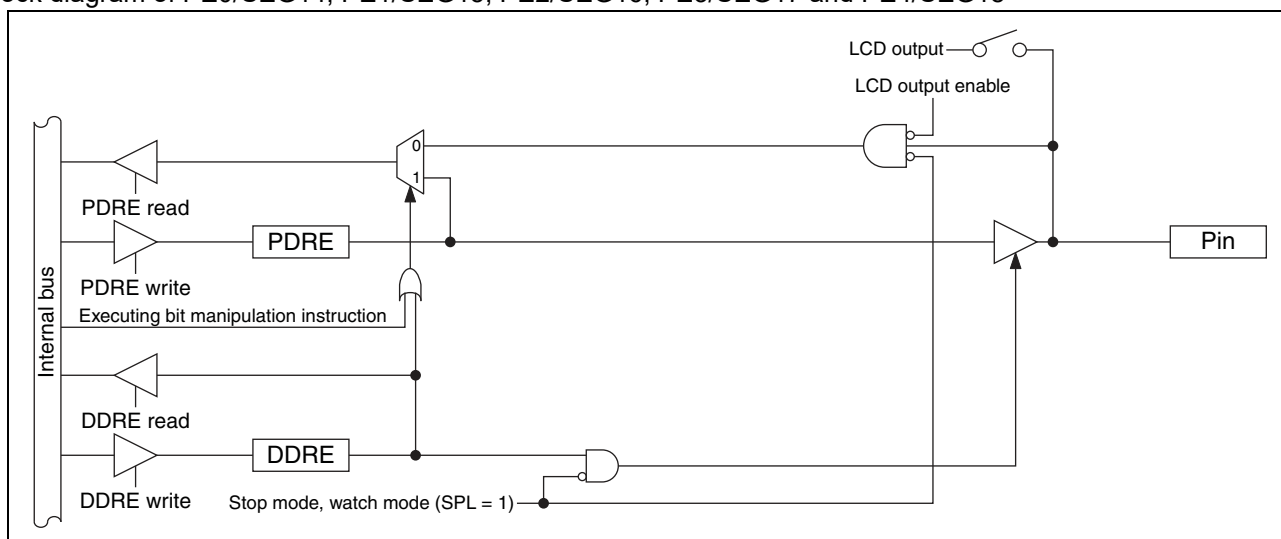 LCD output
LCD output enable
0
1
PDRE read
PDRE
Pin
PDRE write
Executing bit manipulation instruction
Internal bus
DDRE read
DDRE
DDRE write
Stop mode, watch mode (SPL = 1)